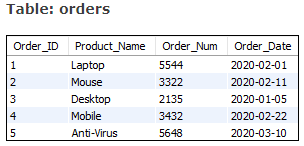 Table: orders
Order_ID Product_Name Order_Num Order_Date
1 Laptop 5544 2020-02-01
2 Mouse 3322 2020-02-11
3 Desktop 2135 2020-01-05
4 Mobile 3432 2020-02-22
5 Anti-Virus 5648 2020-03-10